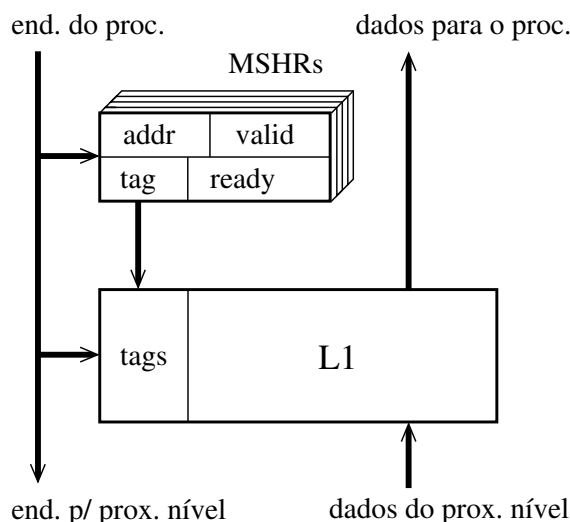 end. do proc.
dados para o proc.
MSHRs
addr
valid
tag
ready
tags
L1
end. p/ prox. nível
dados do prox. nível